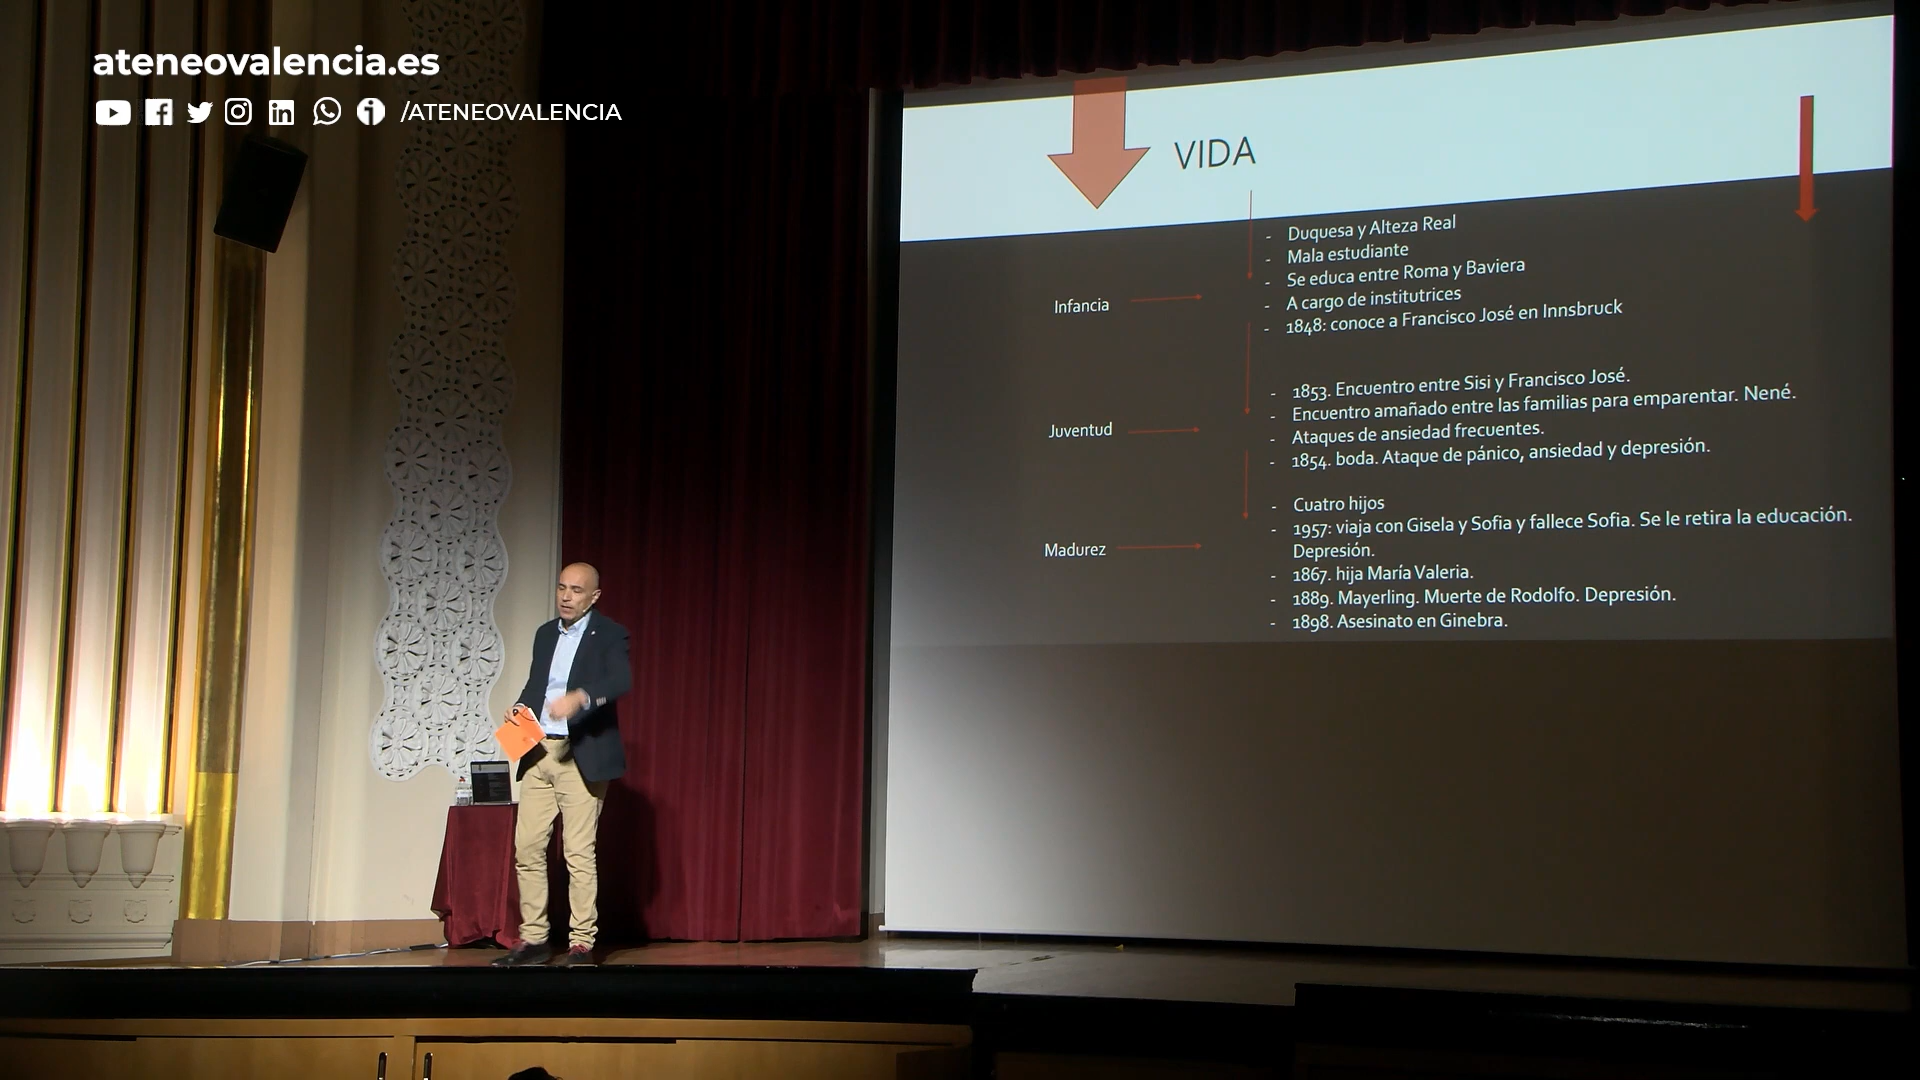 ateneovalencia.es
/ATENEOVALENCIA
VIDA
Infancia
- Duquesa y Alteza Real
- Mala estudiante
- Se educa entre Roma y Baviera
- A cargo de institutrices
- 1848: conoce a Francisco José en Innsbruck
Juventud
- 1853. Encuentro entre Sisi y Francisco José.
- Encuentro amañado entre las familias para emparentar. Nené.
- Ataques de ansiedad frecuentes.
- 1854. boda. Ataque de pánico, ansiedad y depresión.
Madurez
- Cuatro hijos
- 1957: viaja con Gisela y Sofia y fallece Sofia. Se le retira la educación.
Depresión.
- 1867. hija María Valeria.
- 1889. Mayerling. Muerte de Rodolfo. Depresión.
- 1898. Asesinato en Ginebra.